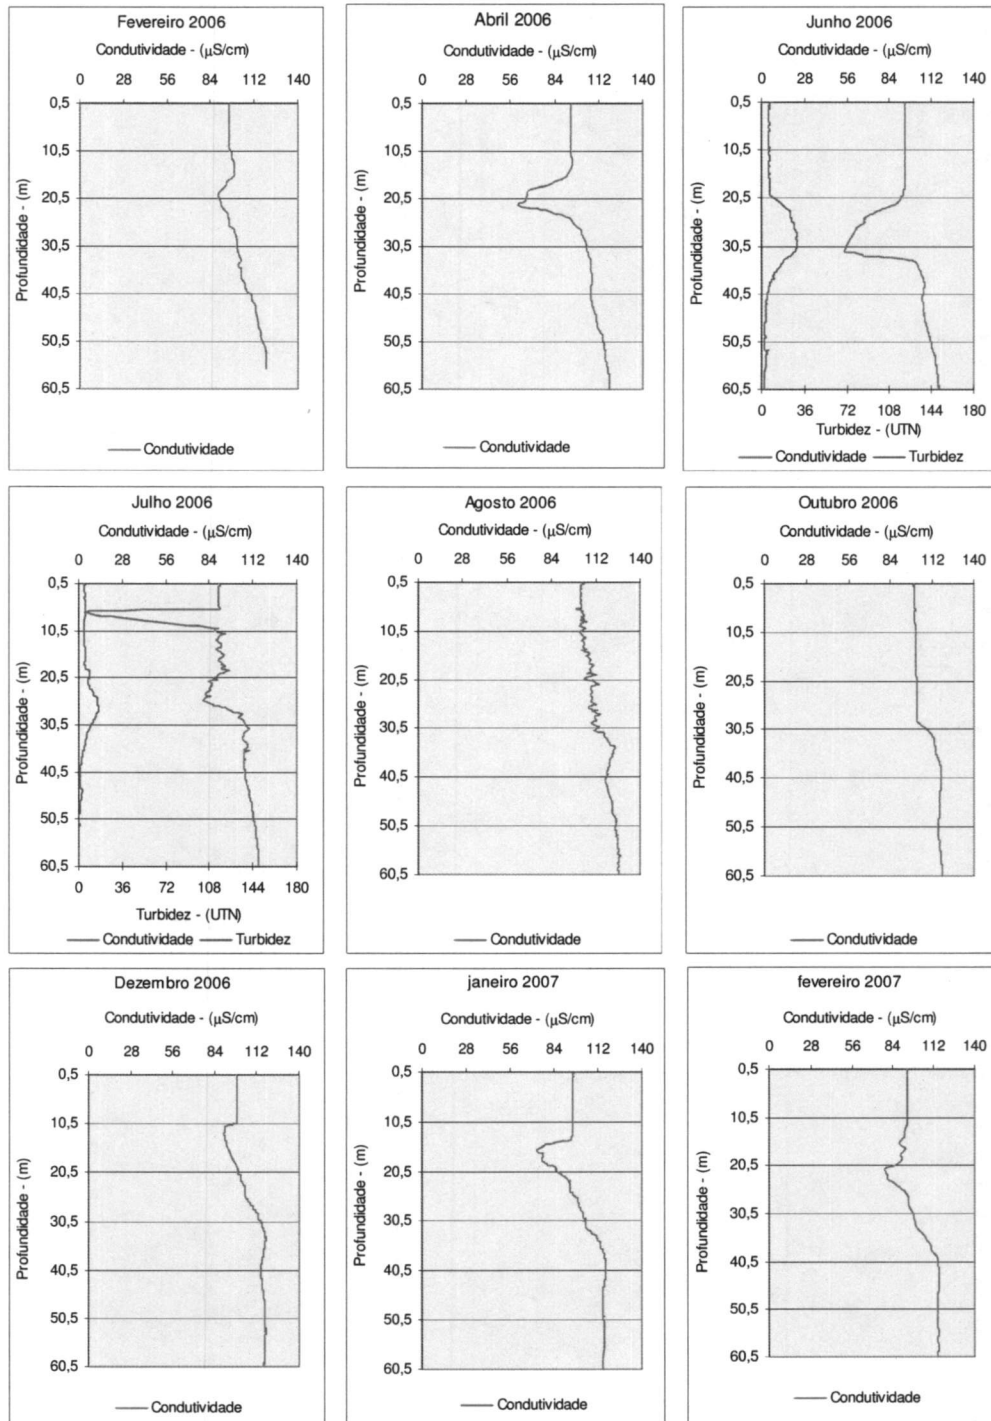 Fevereiro 2006
Condutividade - (µS/cm)
0 28 56 84 112 140
Profundidade - (m)
0,5
10,5
20,5
30,5
40,5
50,5
60,5
Condutividade
Abril 2006
Condutividade - (µS/cm)
0 28 56 84 112 140
Profundidade - (m)
0,5
10,5
20,5
30,5
40,5
50,5
60,5
Condutividade
Junho 2006
Condutividade - (µS/cm)
0 28 56 84 112 140
Profundidade - (m)
0,5
10,5
20,5
30,5
40,5
50,5
60,5
0 36 72 108 144 180
Turbidez - (UTN)
Condutividade Turbidez
Julho 2006
Condutividade - (µS/cm)
0 28 56 84 112 140
Profundidade - (m)
0,5
10,5
20,5
30,5
40,5
50,5
60,5
0 36 72 108 144 180
Turbidez - (UTN)
Condutividade Turbidez
Agosto 2006
Condutividade - (µS/cm)
0 28 56 84 112 140
Profundidade - (m)
0,5
10,5
20,5
30,5
40,5
50,5
60,5
Condutividade
Outubro 2006
Condutividade - (µS/cm)
0 28 56 84 112 140
Profundidade - (m)
0,5
10,5
20,5
30,5
40,5
50,5
60,5
Condutividade
Dezembro 2006
Condutividade - (µS/cm)
0 28 56 84 112 140
Profundidade - (m)
0,5
10,5
20,5
30,5
40,5
50,5
60,5
Condutividade
janeiro 2007
Condutividade - (µS/cm)
0 28 56 84 112 140
Profundidade - (m)
0,5
10,5
20,5
30,5
40,5
50,5
60,5
Condutividade
fevereiro 2007
Condutividade - (µS/cm)
0 28 56 84 112 140
Profundidade - (m)
0,5
10,5
20,5
30,5
40,5
50,5
60,5
Condutividade